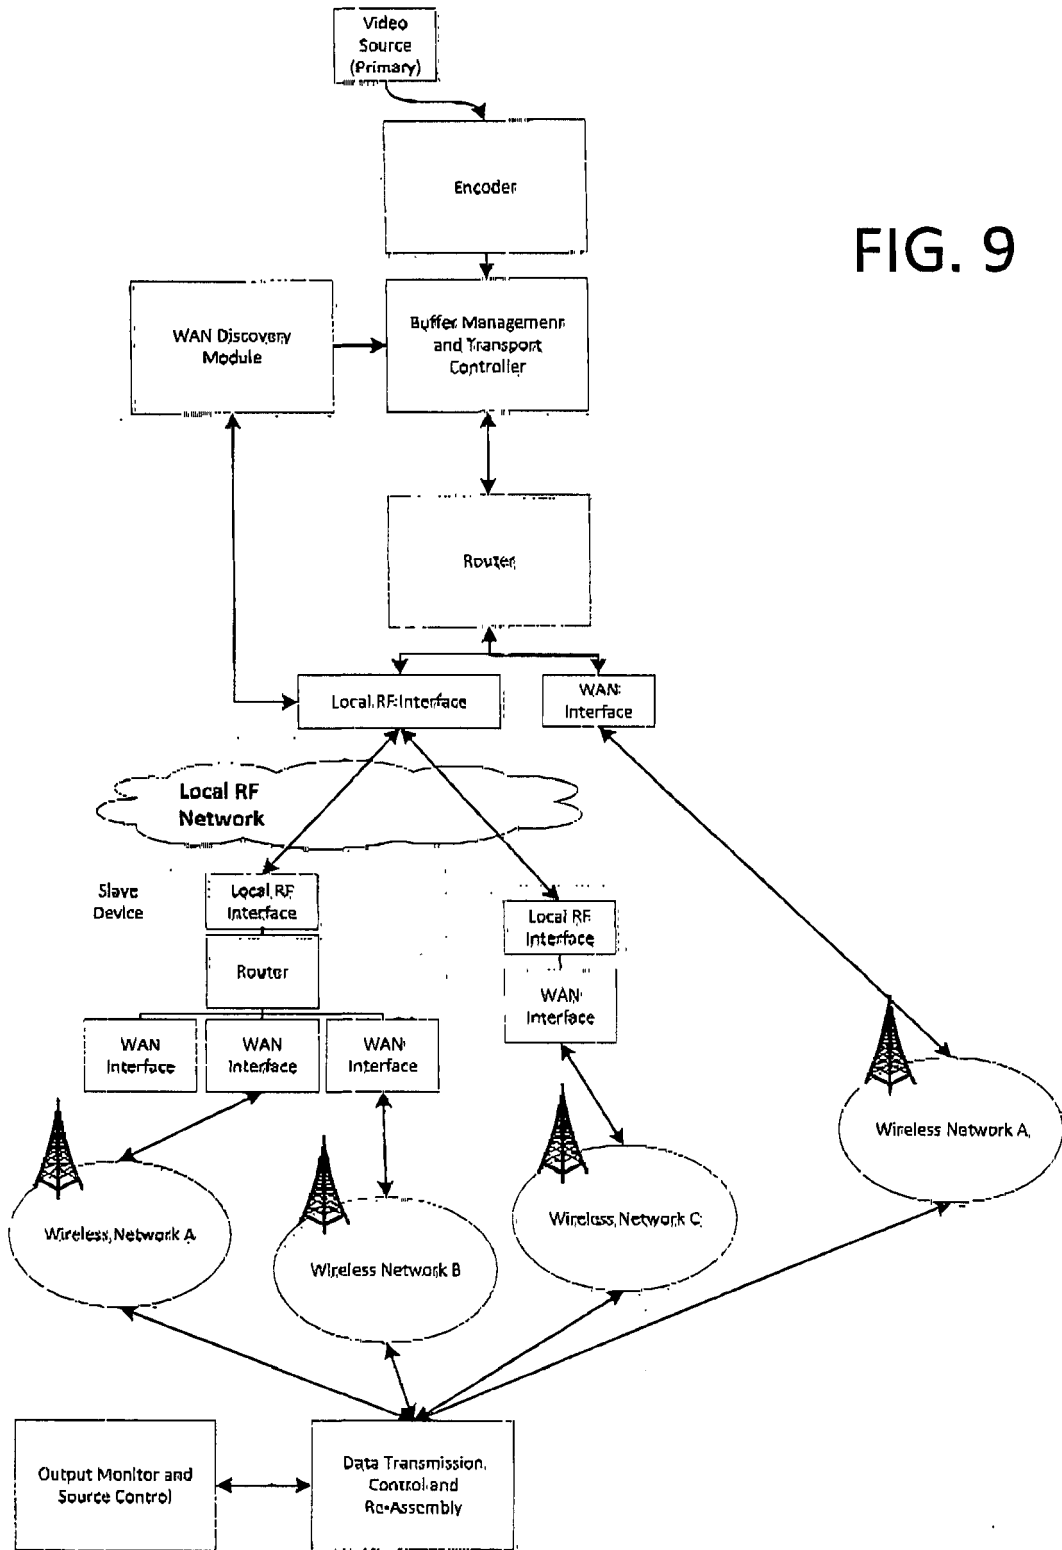 Video
Source
(Primary)
Encoder
FIG. 9
WAN Discovery
Module
Buffer Management
and Transport
Controller
Router
Local RF Interface
WAN
Interface
Local RF
Network
Slave
Device
Local RF
Interface
Local RF
Interface
Router
WAN
Interface
WAN
Interface
WAN
Interface
WAN
Interface
Wireless Network A
Wireless Network A
Wireless Network B
Wireless Network C
Output Monitor and
Source Control
Data Transmission,
Control and
Re-Assembly